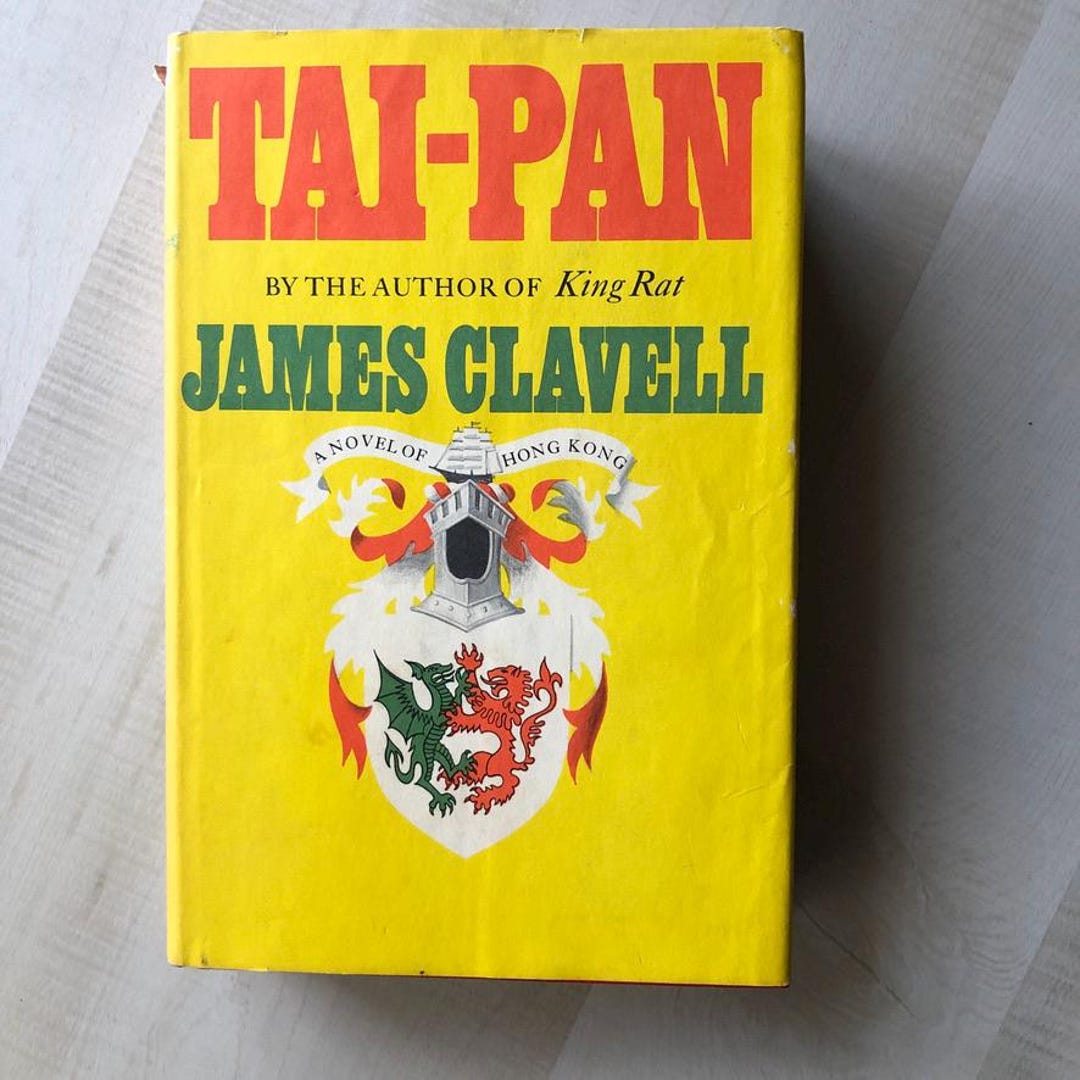 TAI-PAN
BY THE AUTHOR OF King Rat
JAMES CLAVELL
A NOVEL OF HONG KONG